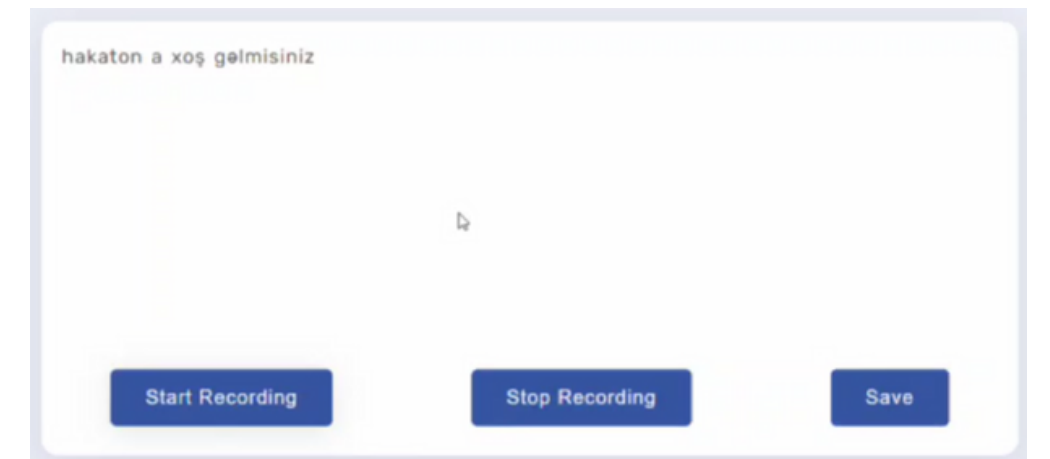 hakaton a xoş gəlmisiniz
Start Recording
Stop Recording
Save